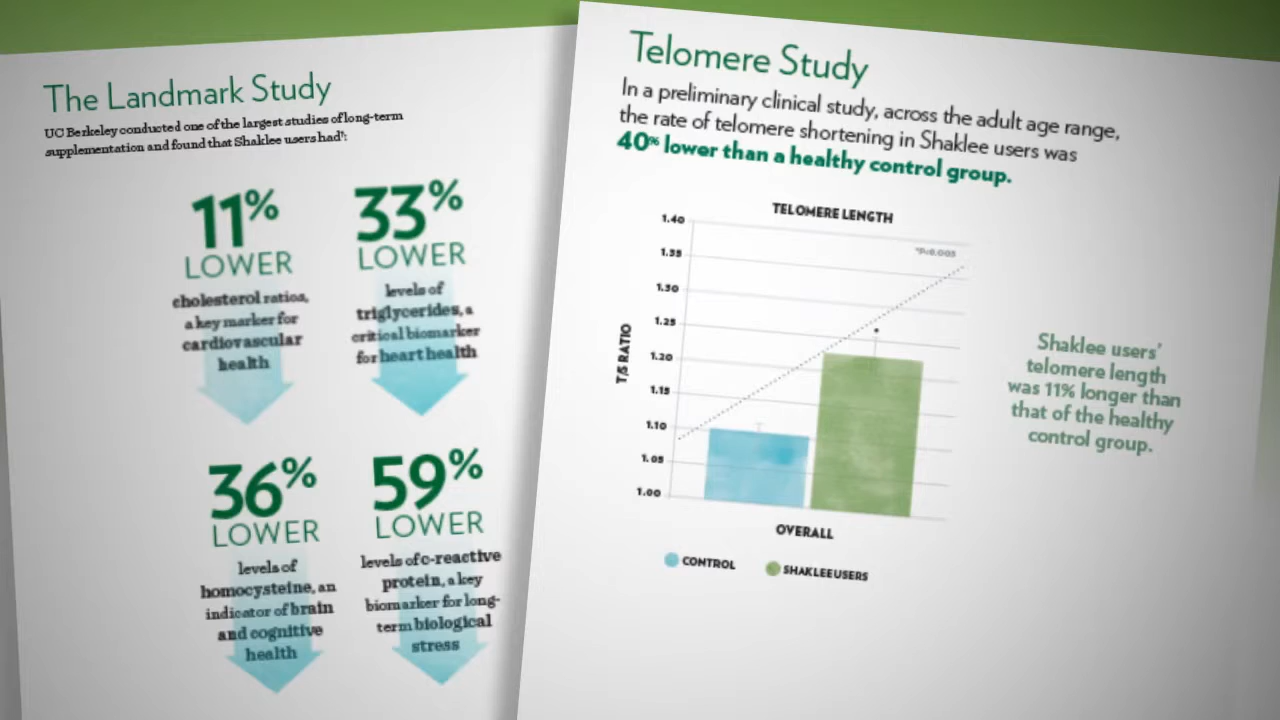 The Landmark Study
UC Berkeley conducted one of the largest studies of long-term
supplementation and found that Shaklee users had¹:
11%
LOWER
cholesterol ratios,
a key marker for
cardiovascular
health
33%
LOWER
levels of
triglycerides, a
critical biomarker
for heart health
36%
LOWER
levels of
homocysteine, an
indicator of brain
and cognitive
health
59%
LOWER
levels of c-reactive
protein, a key
biomarker for long-
term biological
stress
Telomere Study
In a preliminary clinical study, across the adult age range,
the rate of telomere shortening in Shaklee users was
40% lower than a healthy control group.
TELOMERE LENGTH
1.40
1.35
1.30
1.25
1.20
1.15
1.10
1.05
1.00
T/S RATIO
OVERALL
CONTROL
SHAKLEE USERS
Shaklee users'
telomere length
was 11% longer than
that of the healthy
control group.